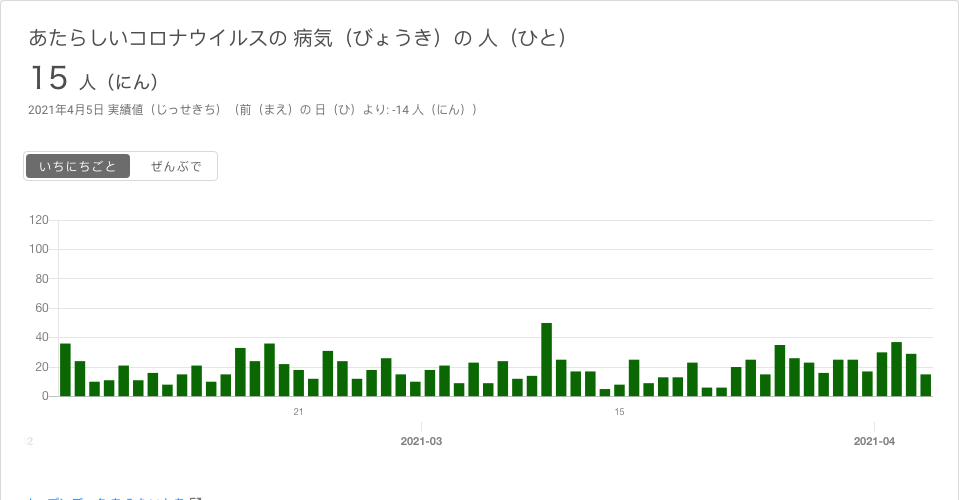 あたらしいコロナウイルスの 病気（びょうき）の 人（ひと）
15 人（にん）
2021年4月5日 実績値（じっせきち）（前（まえ）の 日（ひ）より: -14 人（にん））
いちにちごと ぜんぶで
120
100
80
60
40
20
0
21 15
2 2021-03 2021-04